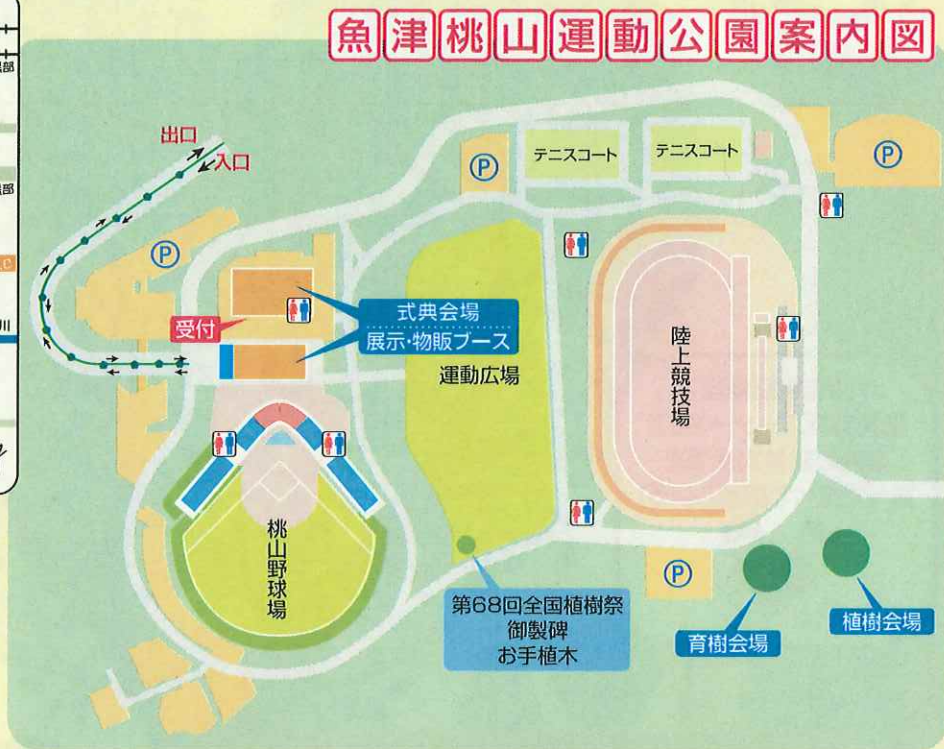 魚津桃山運動公園案内図
出口
入口
P
テニスコート
テニスコート
P
P
受付
式典会場
展示・物販ブース
運動広場
陸上競技場
桃山野球場
P
第68回全国植樹祭
御製碑
お手植木
育樹会場
植樹会場